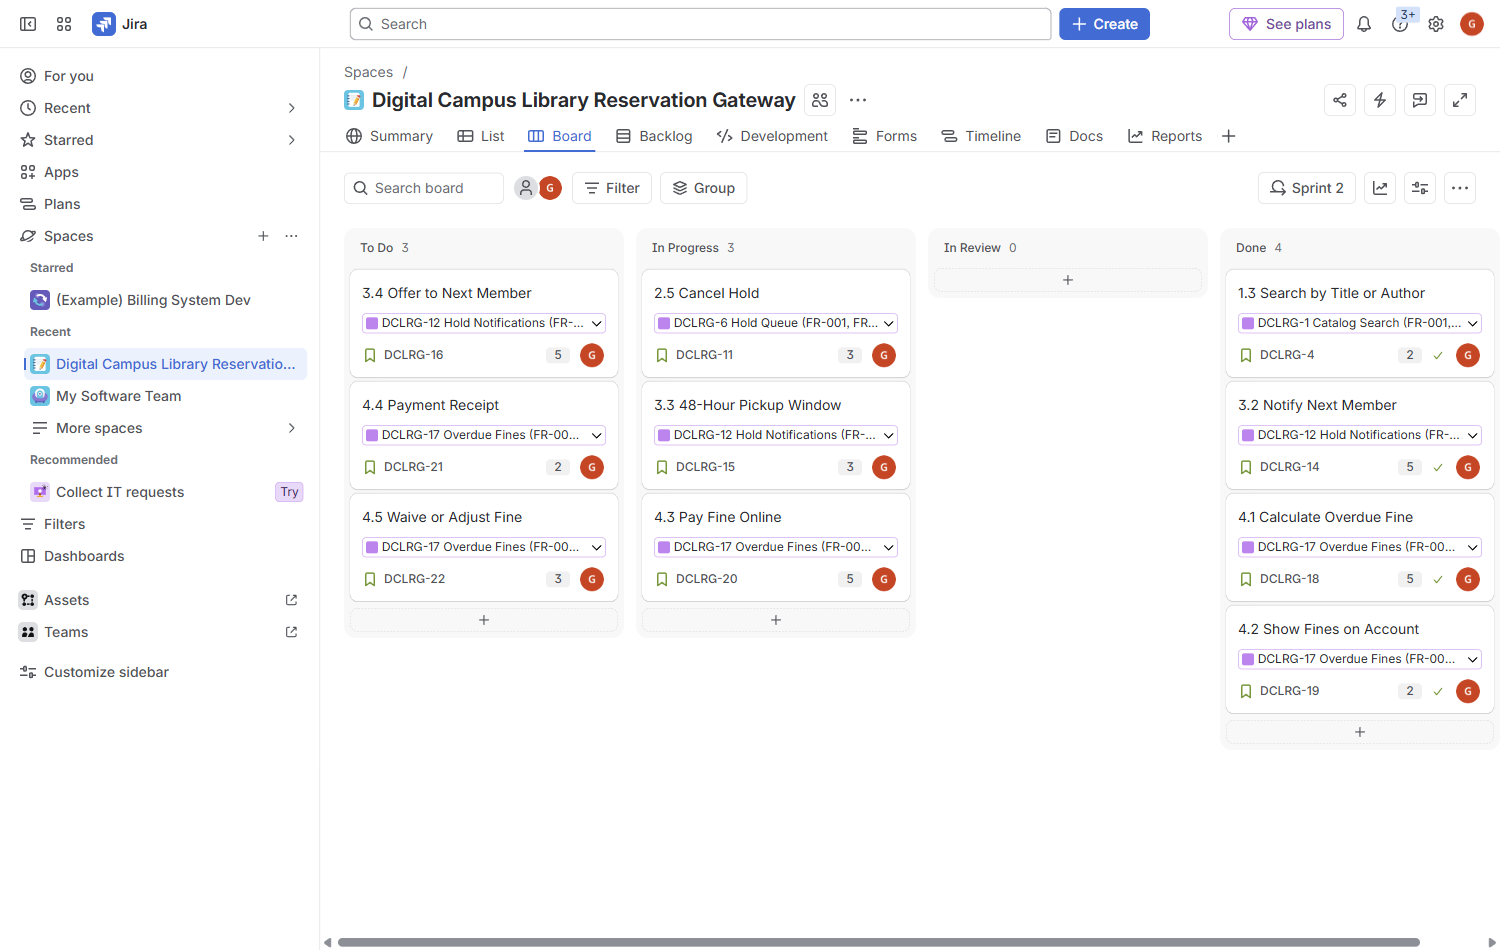 Jira
Search
Create
See plans
3+
G
For you
Recent
Starred
Apps
Plans
Spaces
Starred
(Example) Billing System Dev
Recent
Digital Campus Library Reservatio...
My Software Team
More spaces
Recommended
Collect IT requests Try
Filters
Dashboards
Assets
Teams
Customize sidebar
Spaces /
Digital Campus Library Reservation Gateway
Summary List Board Backlog Development Forms Timeline Docs Reports
Search board G Filter Group Sprint 2
To Do 3
3.4 Offer to Next Member
DCLRG-12 Hold Notifications (FR-...
DCLRG-16 5 G
4.4 Payment Receipt
DCLRG-17 Overdue Fines (FR-00...
DCLRG-21 2 G
4.5 Waive or Adjust Fine
DCLRG-17 Overdue Fines (FR-00...
DCLRG-22 3 G
In Progress 3
2.5 Cancel Hold
DCLRG-6 Hold Queue (FR-001, FR...
DCLRG-11 3 G
3.3 48-Hour Pickup Window
DCLRG-12 Hold Notifications (FR-...
DCLRG-15 3 G
4.3 Pay Fine Online
DCLRG-17 Overdue Fines (FR-00...
DCLRG-20 5 G
In Review 0
Done 4
1.3 Search by Title or Author
DCLRG-1 Catalog Search (FR-001,...
DCLRG-4 2 G
3.2 Notify Next Member
DCLRG-12 Hold Notifications (FR-...
DCLRG-14 5 G
4.1 Calculate Overdue Fine
DCLRG-17 Overdue Fines (FR-00...
DCLRG-18 5 G
4.2 Show Fines on Account
DCLRG-17 Overdue Fines (FR-00...
DCLRG-19 2 G